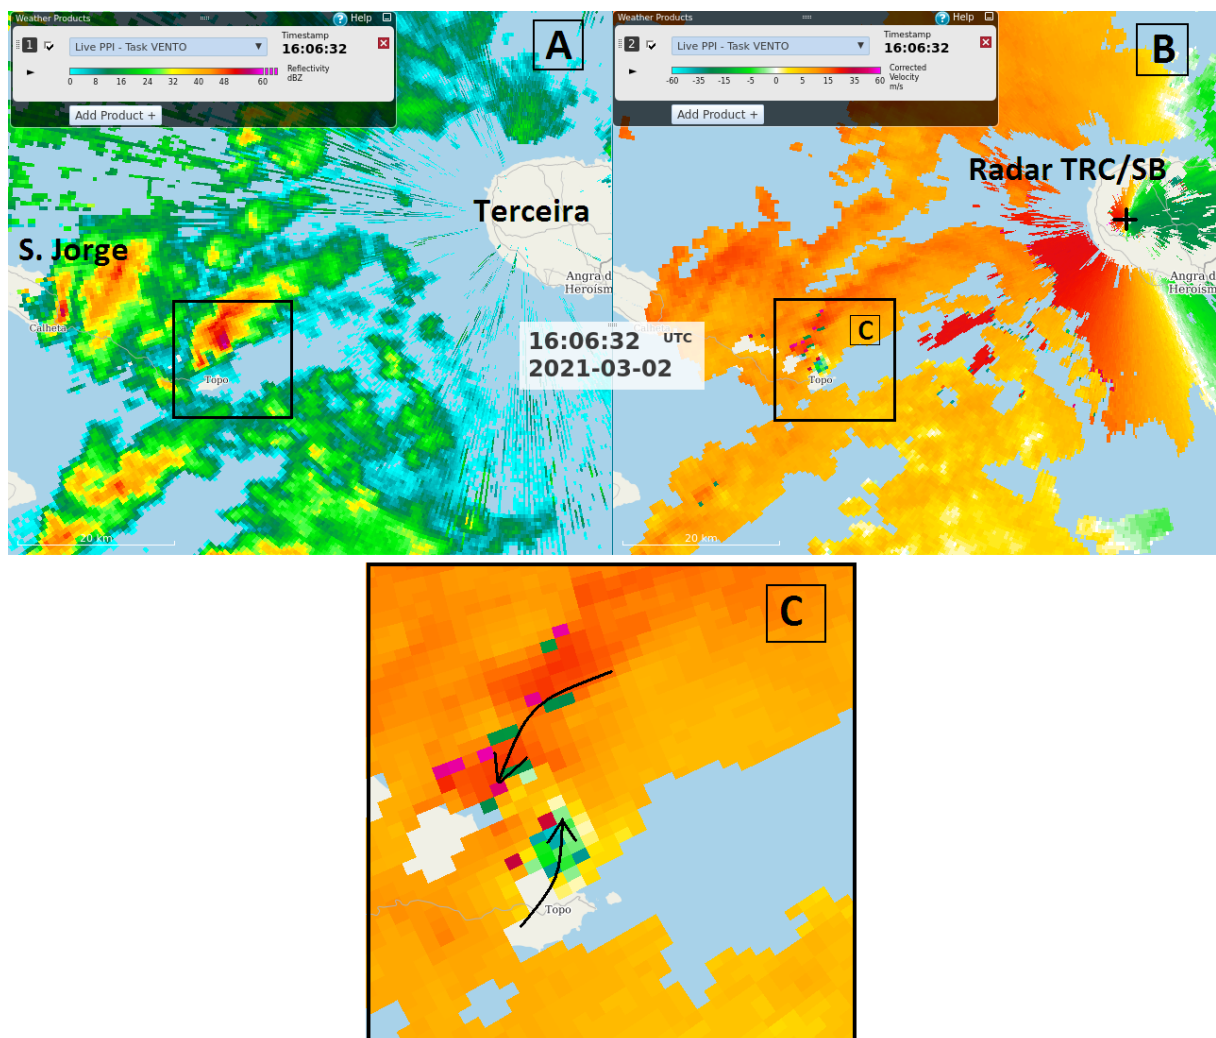 Weather Products
Help
1
Live PPI - Task VENTO
Timestamp
16:06:32
Reflectivity
dBZ
0 8 16 24 32 40 48 60
Add Product +
A
Terceira
S. Jorge
Calheta
Topo
Angra d
Heroísm
20 km
Weather Products
Help
2
Live PPI - Task VENTO
Timestamp
16:06:32
Corrected
Velocity
m/s
-60 -35 -15 -5 0 5 15 35 60
Add Product +
B
Radar TRC/SB
Calheta
C
Topo
Angra d
Heroísm
20 km
16:06:32 UTC
2021-03-02
C
Topo